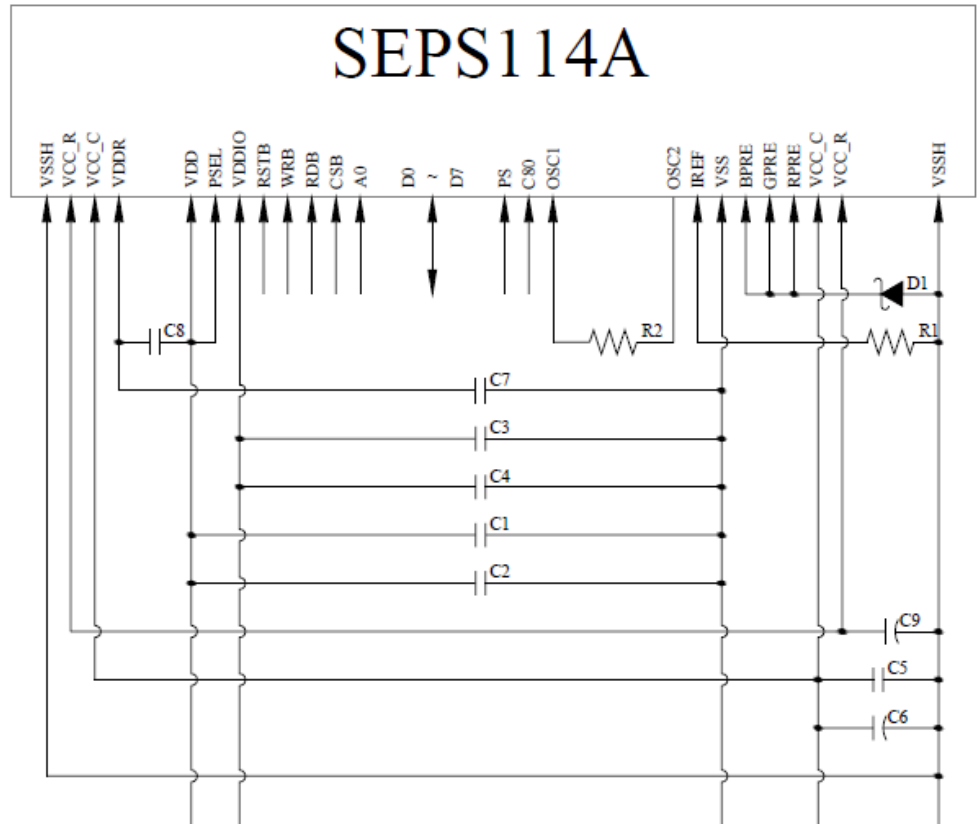 SEPS114A
VSSH
VCC_R
VCC_C
VDDR
VDD
PSEL
VDDIO
RSTB
WRB
RDB
CSB
A0
D0
~
D7
PS
C80
OSC1
OSC2
IREF
VSS
BPRE
GPRE
RPRE
VCC_C
VCC_R
VSSH
D1
C8
R2
R1
C7
C3
C4
C1
C2
C9
C5
C6